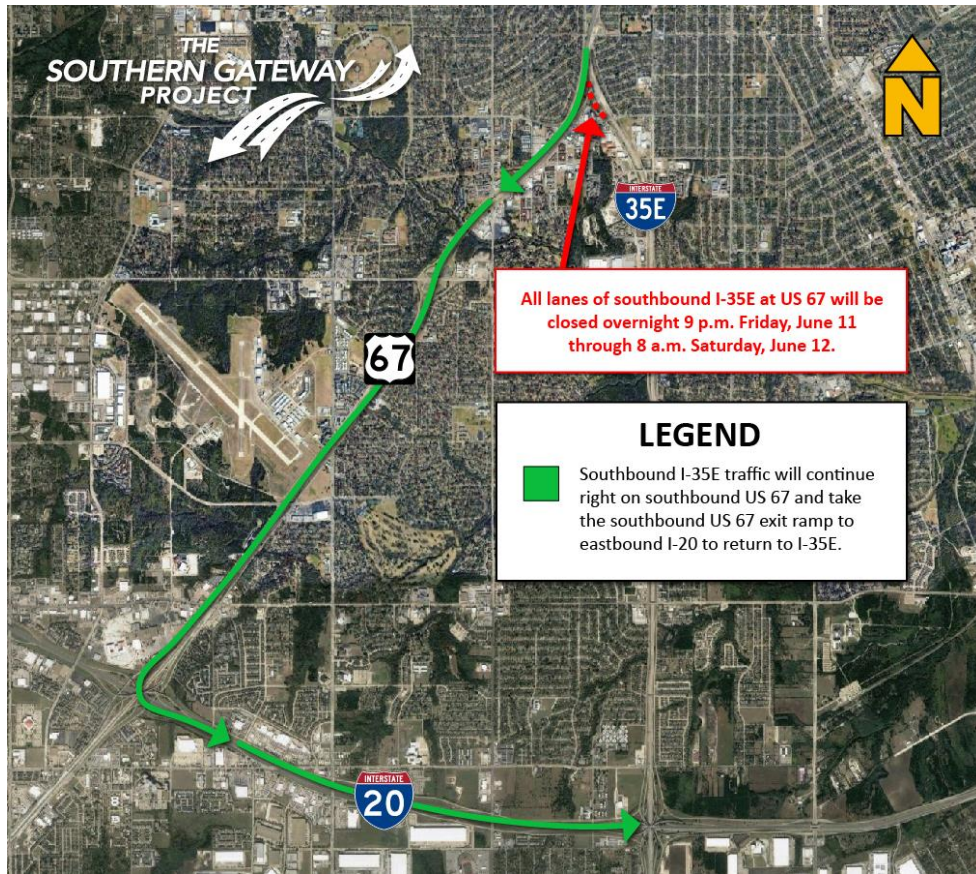 THE
SOUTHERN GATEWAY
PROJECT
N
INTERSTATE
35E
All lanes of southbound I-35E at US 67 will be
closed overnight 9 p.m. Friday, June 11
through 8 a.m. Saturday, June 12.
67
LEGEND
Southbound I-35E traffic will continue
right on southbound US 67 and take
the southbound US 67 exit ramp to
eastbound I-20 to return to I-35E.
INTERSTATE
20